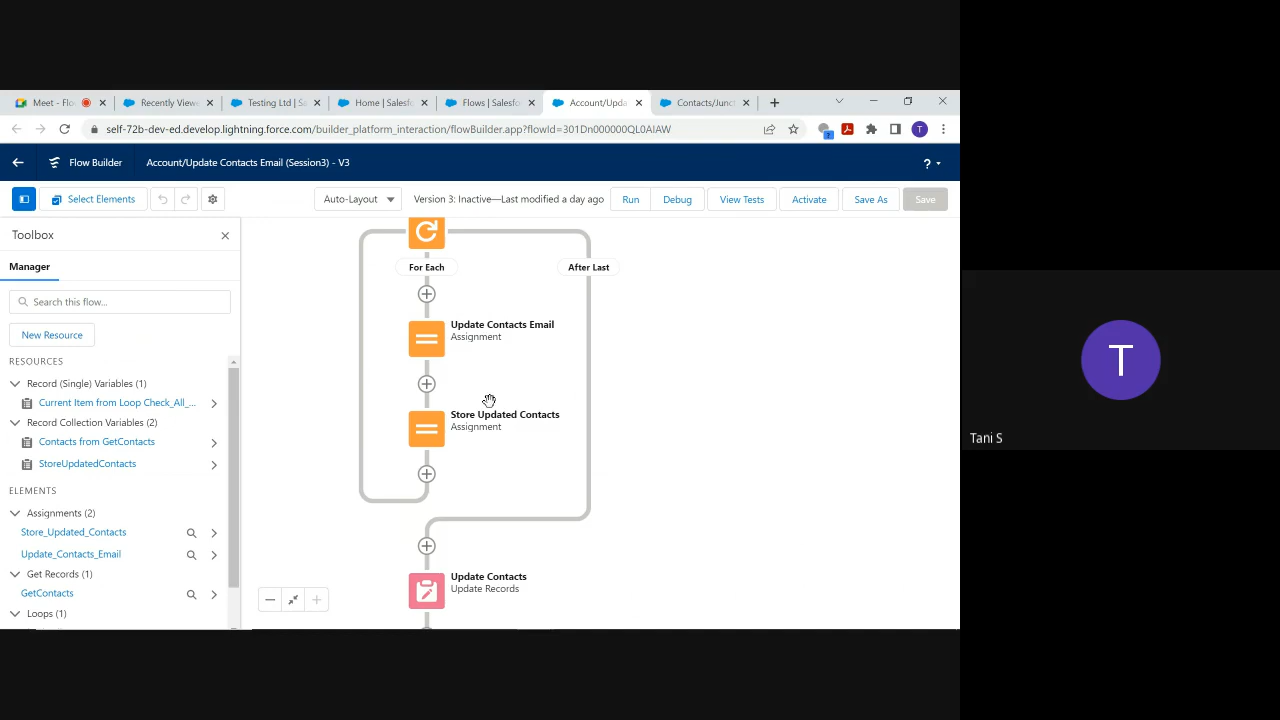 Meet - Flo
Recently View
Testing Ltd | Sa
Home | Salesf
Flows | Salesfo
Account/Upda
Contacts/Junct
self-72b-dev-ed.develop.lightning.force.com/builder_platform_interaction/flowBuilder.app?flowId=301Dn000000QL0AIAW
T
Flow Builder
Account/Update Contacts Email (Session3) - V3
?
Select Elements
Auto-Layout
Version 3: Inactive—Last modified a day ago
Run
Debug
View Tests
Activate
Save As
Save
Toolbox
Manager
Search this flow...
New Resource
RESOURCES
Record (Single) Variables (1)
Current Item from Loop Check_All_...
Record Collection Variables (2)
Contacts from GetContacts
StoreUpdatedContacts
ELEMENTS
Assignments (2)
Store_Updated_Contacts
Update_Contacts_Email
Get Records (1)
GetContacts
Loops (1)
For Each
After Last
Update Contacts Email
Assignment
Store Updated Contacts
Assignment
Update Contacts
Update Records
T
Tani S